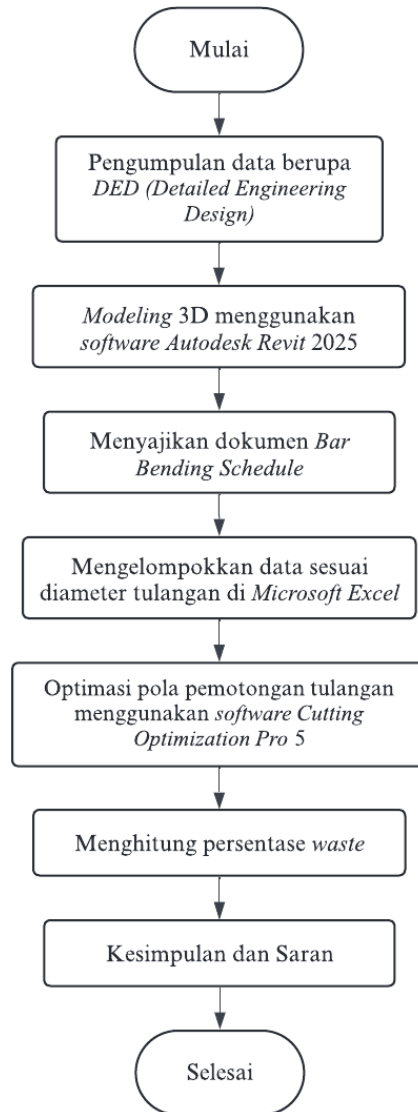 Mulai
Pengumpulan data berupa
DED (Detailed Engineering
Design)
Modeling 3D menggunakan
software Autodesk Revit 2025
Menyajikan dokumen Bar
Bending Schedule
Mengelompokkan data sesuai
diameter tulangan di Microsoft Excel
Optimasi pola pemotongan tulangan
menggunakan software Cutting
Optimization Pro 5
Menghitung persentase waste
Kesimpulan dan Saran
Selesai